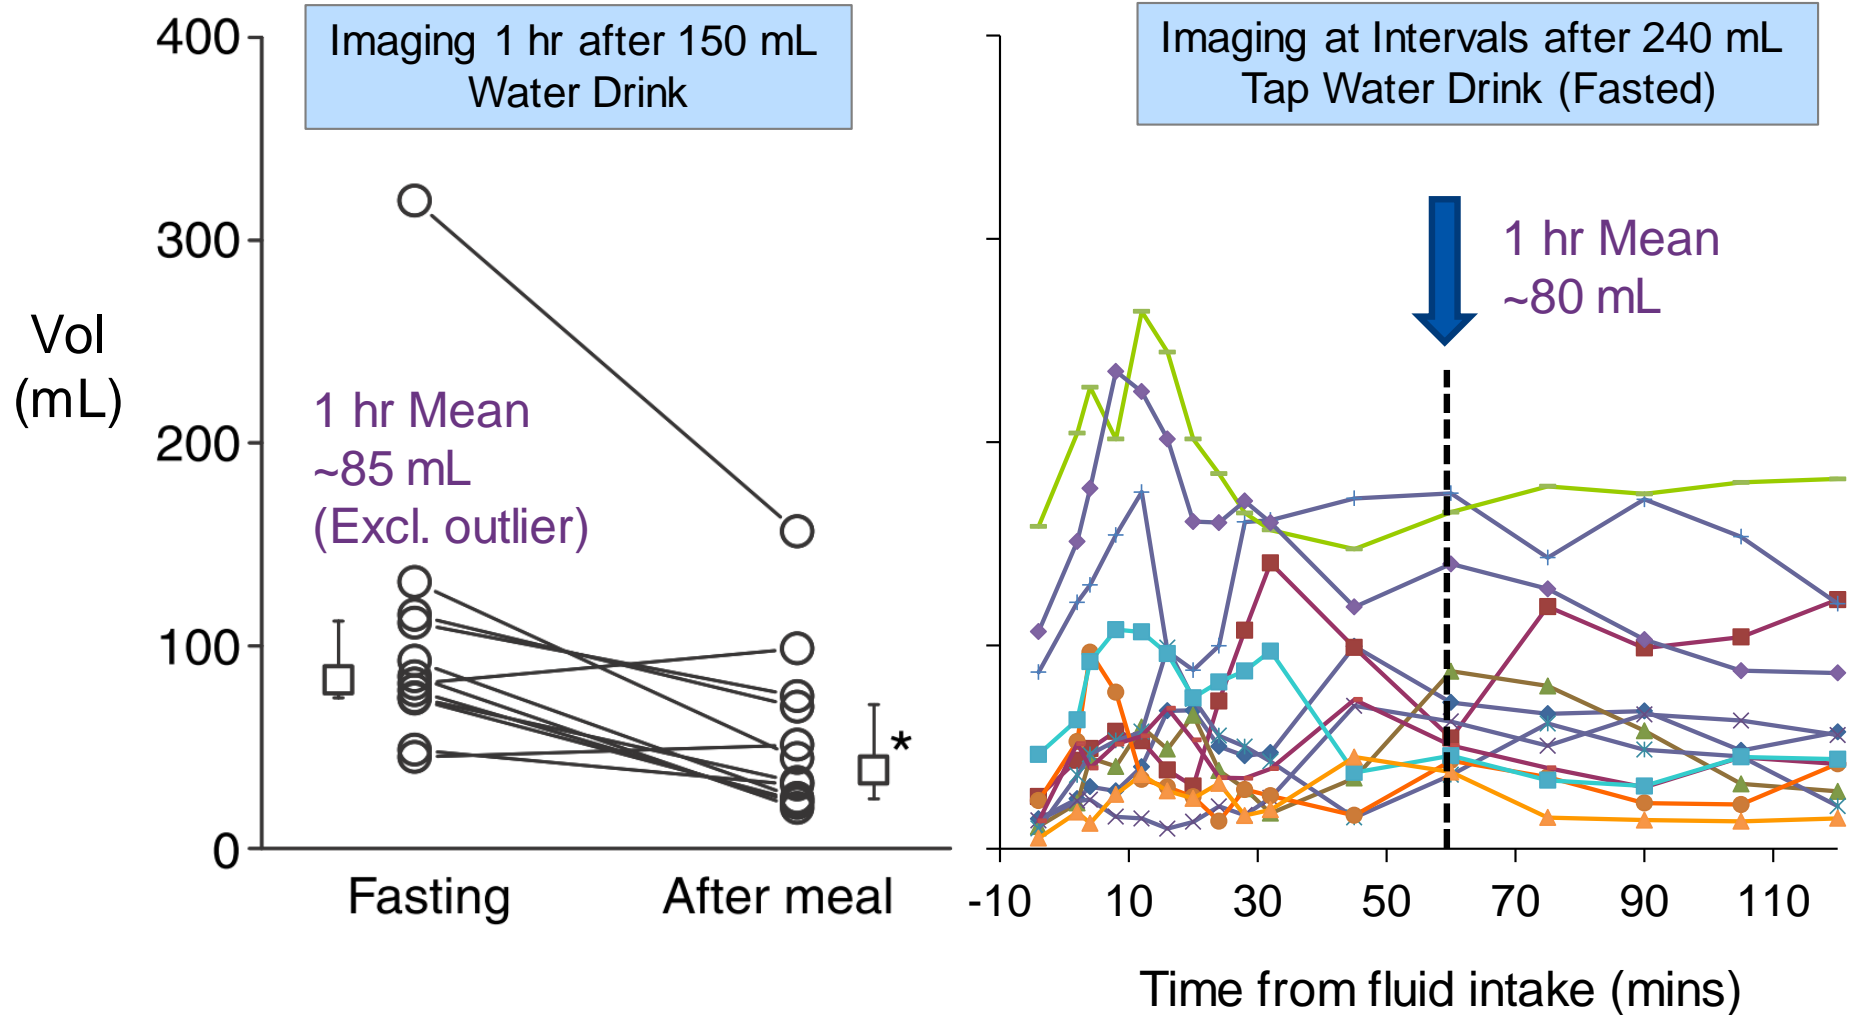 Imaging 1 hr after 150 mL
Water Drink
400
300
200
100
0
Vol
(mL)
1 hr Mean
~85 mL
(Excl. outlier)
*
Fasting
After meal
Imaging at Intervals after 240 mL
Tap Water Drink (Fasted)
1 hr Mean
~80 mL
-10 10 30 50 70 90 110
Time from fluid intake (mins)